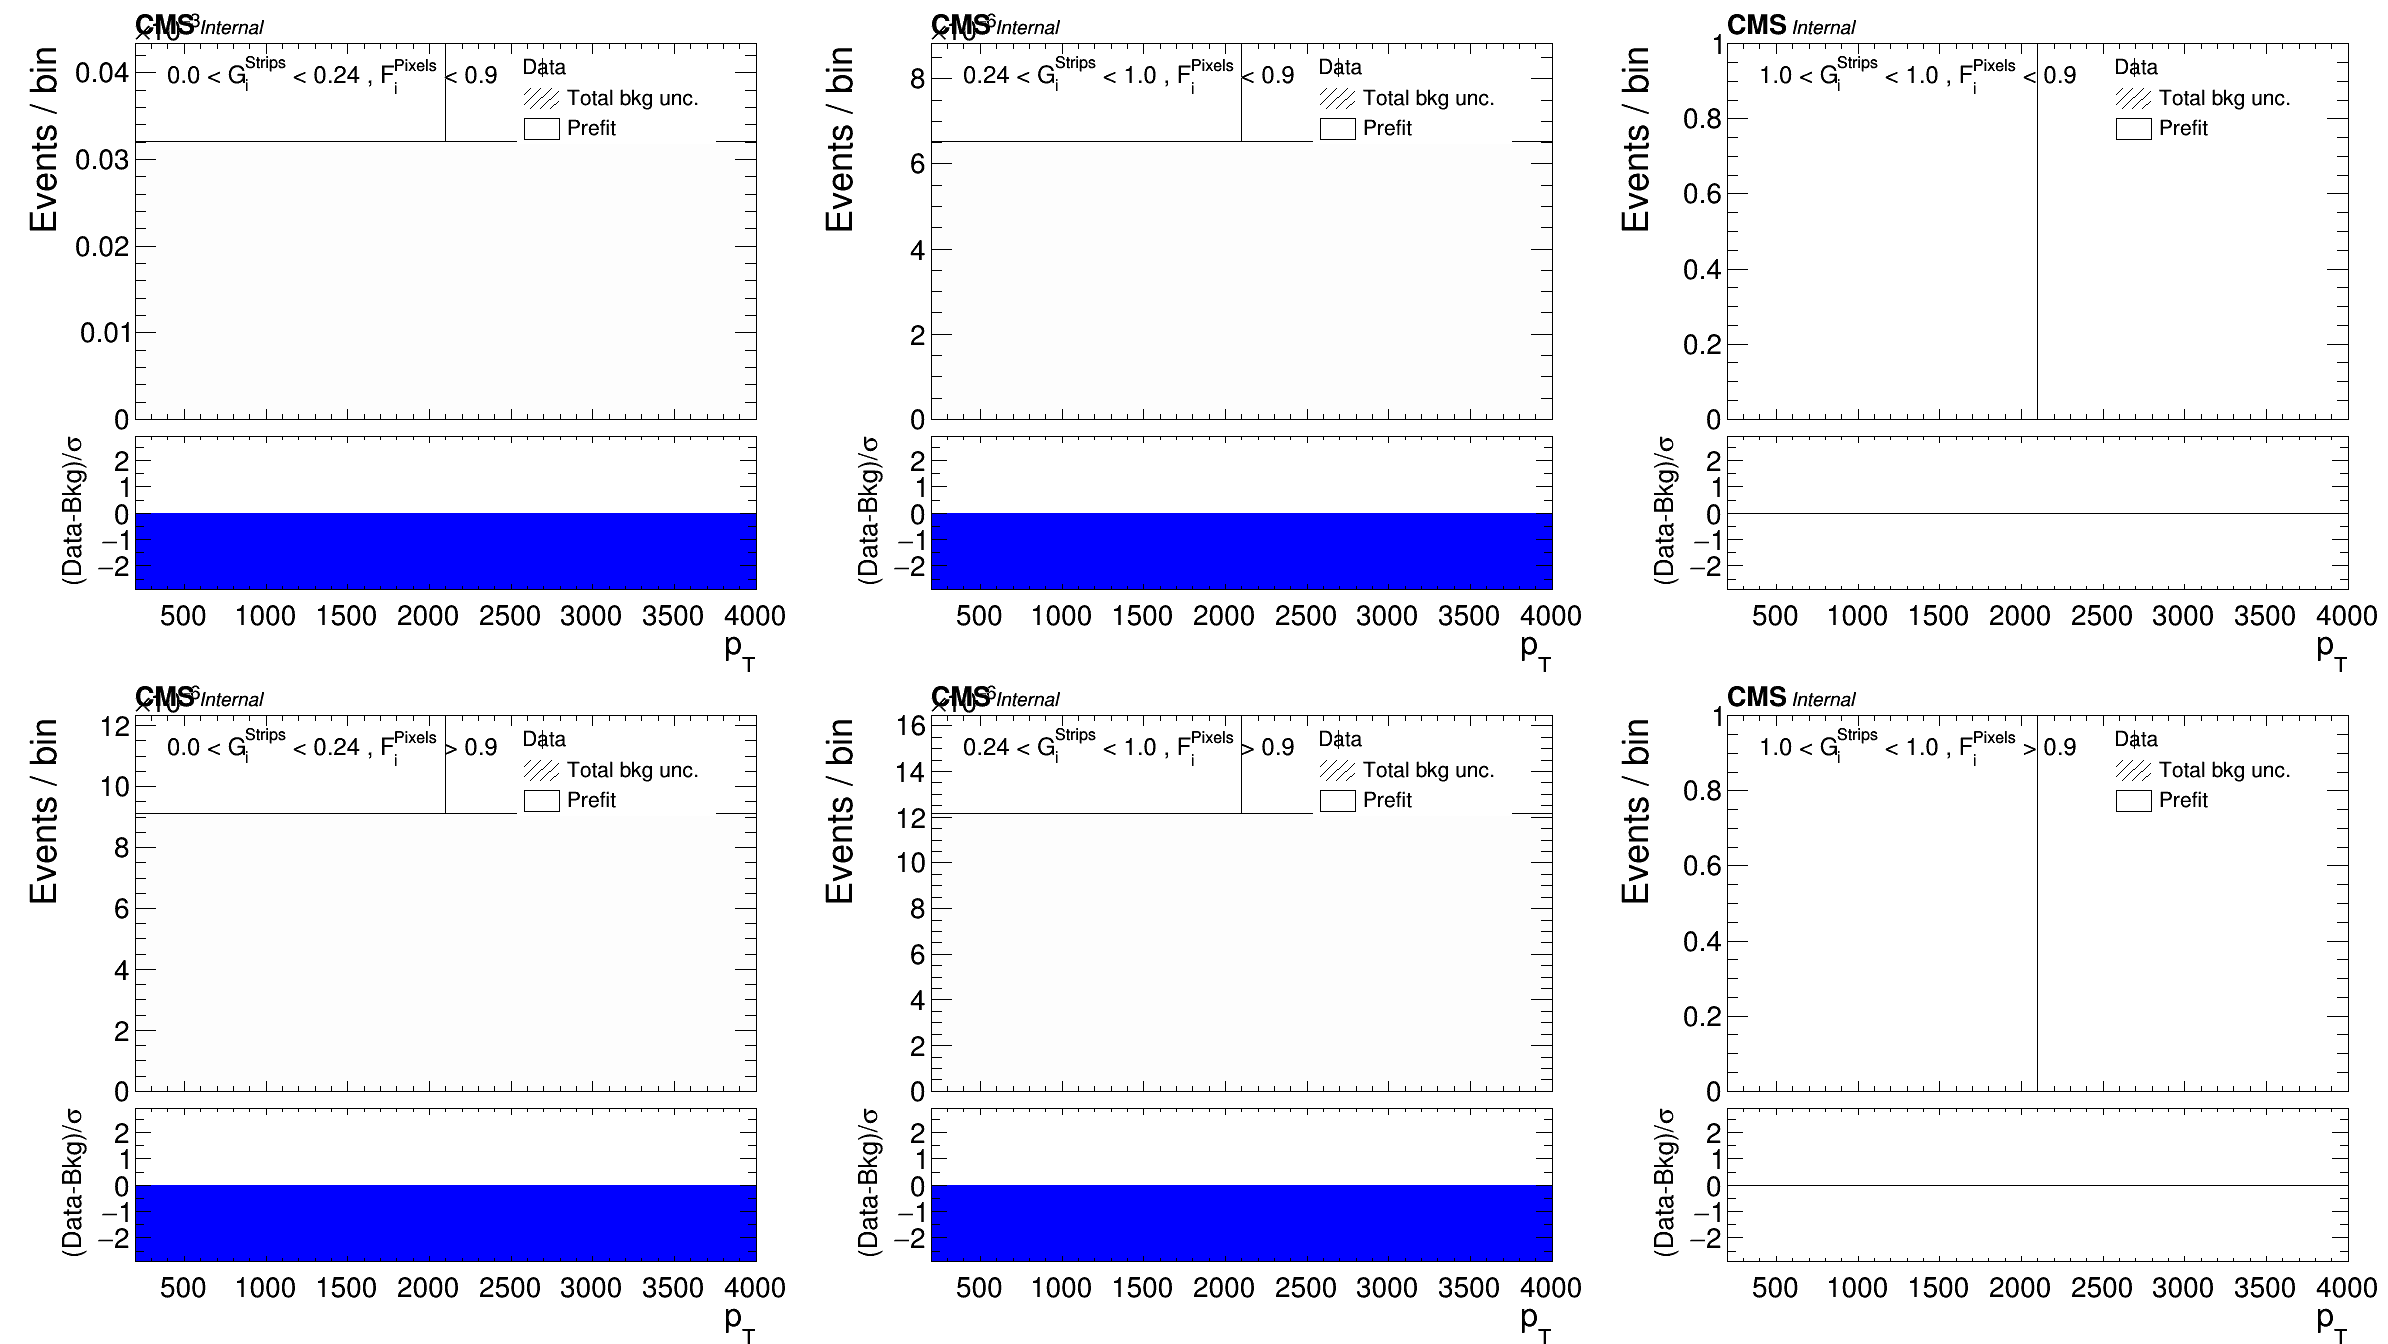 CMS Internal
×10^3
0.0 < G_i^Strips < 0.24 , F_i^Pixels < 0.9
Data
Total bkg unc.
Prefit
Events / bin
0.04
0.03
0.02
0.01
0
(Data-Bkg)/σ
2
1
0
−1
−2
500 1000 1500 2000 2500 3000 3500 4000
p_T
CMS Internal
0.24 < G_i^Strips < 1.0 , F_i^Pixels < 0.9
Data
Total bkg unc.
Prefit
Events / bin
8
6
4
2
0
(Data-Bkg)/σ
2
1
0
−1
−2
500 1000 1500 2000 2500 3000 3500 4000
p_T
CMS Internal
1.0 < G_i^Strips < 1.0 , F_i^Pixels < 0.9
Data
Total bkg unc.
Prefit
Events / bin
1
0.8
0.6
0.4
0.2
0
(Data-Bkg)/σ
2
1
0
−1
−2
500 1000 1500 2000 2500 3000 3500 4000
p_T
CMS Internal
0.0 < G_i^Strips < 0.24 , F_i^Pixels > 0.9
Data
Total bkg unc.
Prefit
Events / bin
12
10
8
6
4
2
0
(Data-Bkg)/σ
2
1
0
−1
−2
500 1000 1500 2000 2500 3000 3500 4000
p_T
CMS Internal
0.24 < G_i^Strips < 1.0 , F_i^Pixels > 0.9
Data
Total bkg unc.
Prefit
Events / bin
16
14
12
10
8
6
4
2
0
(Data-Bkg)/σ
2
1
0
−1
−2
500 1000 1500 2000 2500 3000 3500 4000
p_T
CMS Internal
1.0 < G_i^Strips < 1.0 , F_i^Pixels > 0.9
Data
Total bkg unc.
Prefit
Events / bin
1
0.8
0.6
0.4
0.2
0
(Data-Bkg)/σ
2
1
0
−1
−2
500 1000 1500 2000 2500 3000 3500 4000
p_T